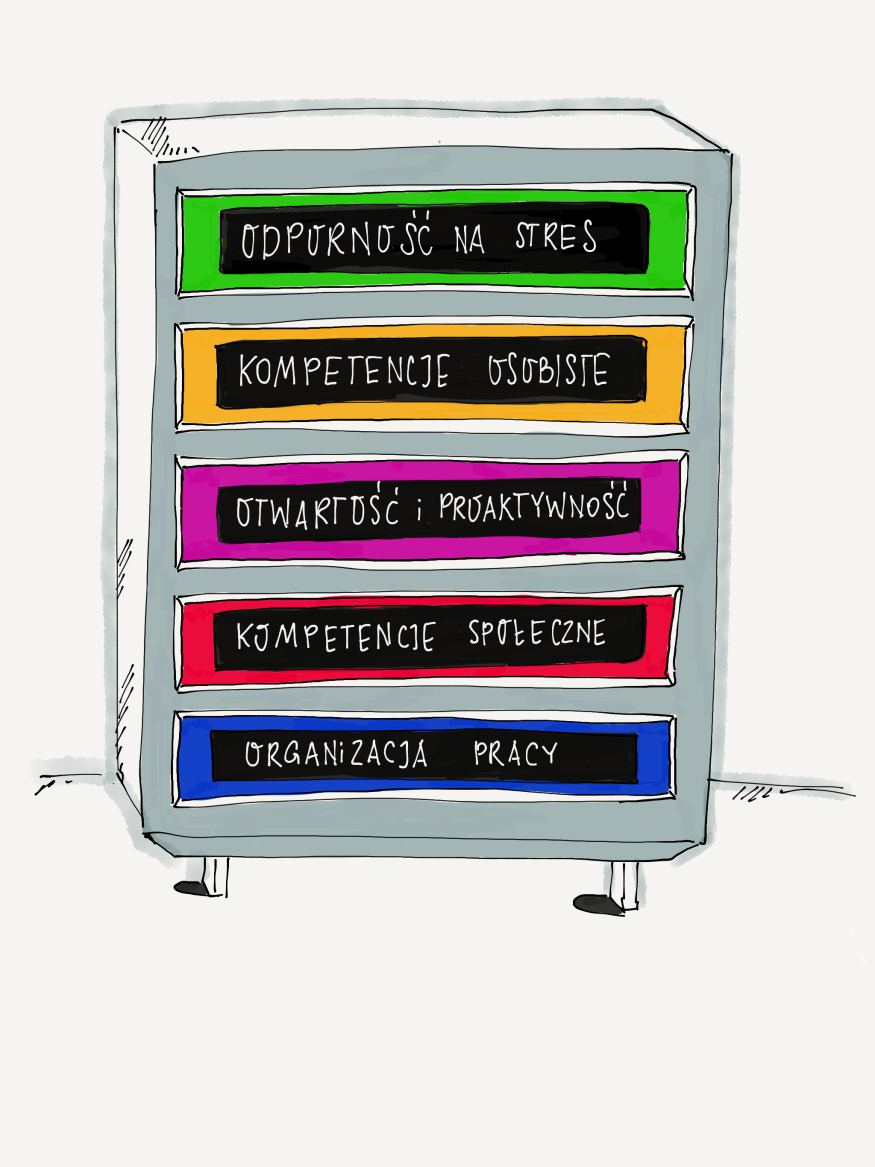 ODPORNOŚĆ NA STRES
KOMPETENCJE OSOBISTE
OTWARTOŚĆ i PROAKTYWNOŚĆ
KOMPETENCJE SPOŁECZNE
ORGANiZACJA PRACY